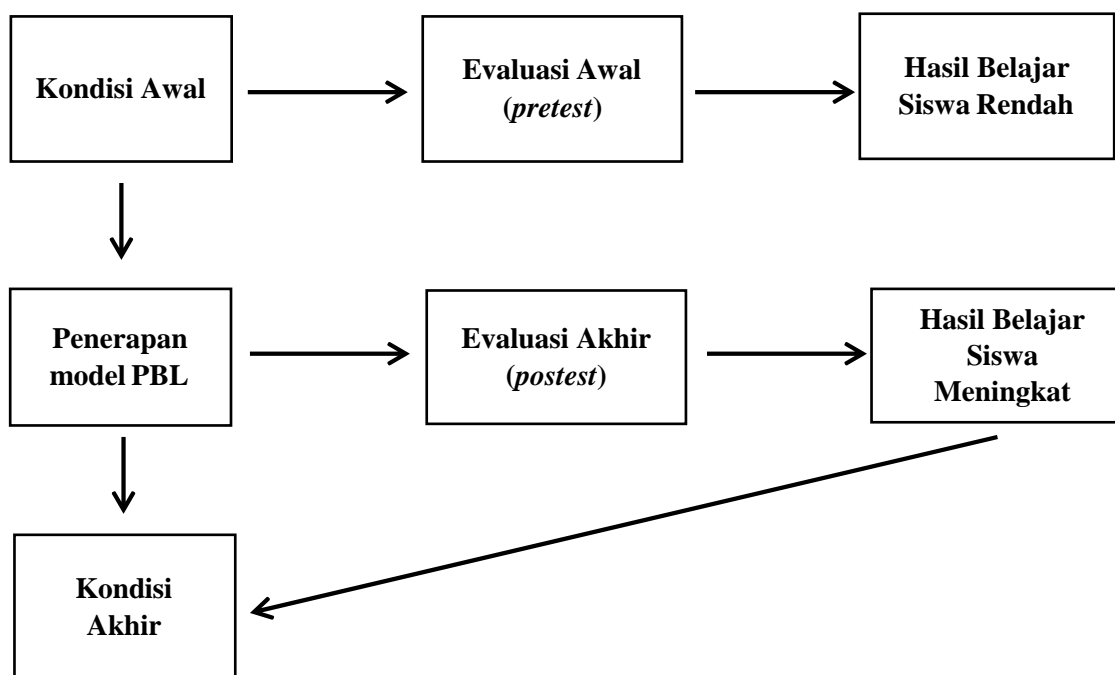 Kondisi Awal
Evaluasi Awal
(pretest)
Hasil Belajar
Siswa Rendah
Penerapan
model PBL
Evaluasi Akhir
(postest)
Hasil Belajar
Siswa
Meningkat
Kondisi
Akhir